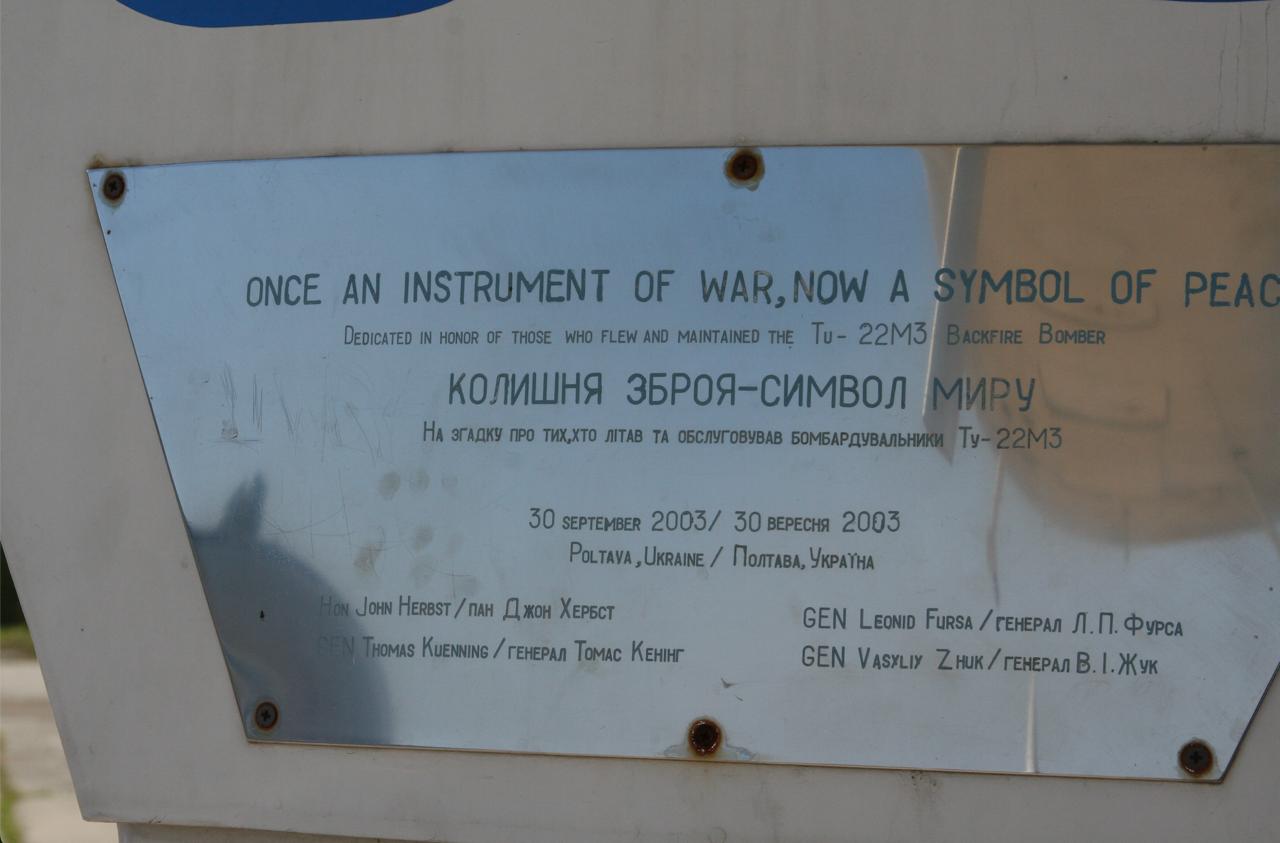 ONCE AN INSTRUMENT OF WAR, NOW A SYMBOL OF PEAC
DEDICATED IN HONOR OF THOSE WHO FLEW AND MAINTAINED THE TU-22M3 BACKFIRE BOMBER
КОЛИШНЯ ЗБРОЯ-СИМВОЛ МИРУ
НА ЗГАДКУ ПРО ТИХ, ХТО ЛІТАВ ТА ОБСЛУГОВУВАВ БОМБАРДУВАЛЬНИКИ ТУ-22М3
30 SEPTEMBER 2003/ 30 ВЕРЕСНЯ 2003
POLTAVA, UKRAINE / ПОЛТАВА, УКРАЇНА
HON JOHN HERBST/ПАН ДЖОН ХЕРБСТ
GEN THOMAS KUENNING/ГЕНЕРАЛ ТОМАС КЕНІНГ
GEN LEONID FURSA/ГЕНЕРАЛ Л.П. ФУРСА
GEN VASYLIY ZHUK/ГЕНЕРАЛ В.І. ЖУК